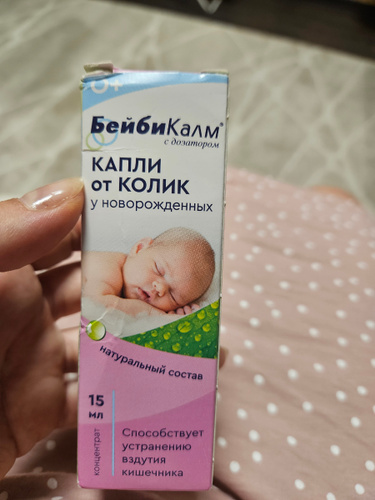 0+
БейбиКалм®
с дозатором
КАПЛИ
от КОЛИК
у новорожденных
натуральный состав
15
мл
концентрат
Способствует
устранению
вздутия
кишечника